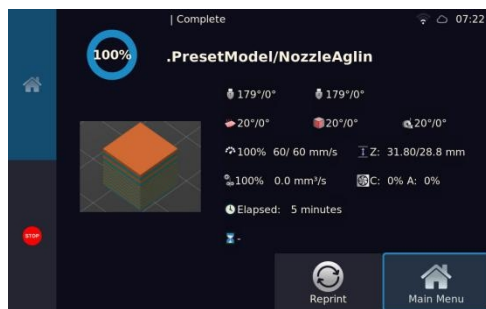 | Complete
07:22
100%
.PresetModel/NozzleAglin
179°/0° 179°/0°
20°/0° 20°/0° 20°/0°
100% 60/ 60 mm/s Z: 31.80/28.8 mm
100% 0.0 mm³/s C: 0% A: 0%
Elapsed: 5 minutes
-
STOP
Reprint
Main Menu